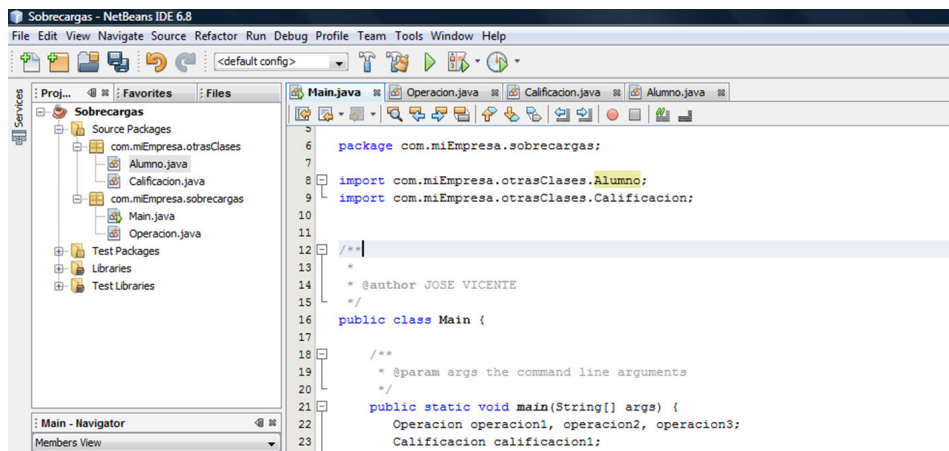 Sobrecargas - NetBeans IDE 6.8
File Edit View Navigate Source Refactor Run Debug Profile Team Tools Window Help
<default config>
Services
Proj...
Favorites
Files
Sobrecargas
Source Packages
com.miEmpresa.otrasClases
Alumno.java
Calificacion.java
com.miEmpresa.sobrecargas
Main.java
Operacion.java
Test Packages
Libraries
Test Libraries
Main - Navigator
Members View
Main.java Operacion.java Calificacion.java Alumno.java
5
6 package com.miEmpresa.sobrecargas;
7
8 import com.miEmpresa.otrasClases.Alumno;
9 import com.miEmpresa.otrasClases.Calificacion;
10
11
12 /**
13 *
14 * @author JOSE VICENTE
15 */
16 public class Main {
17
18 /**
19 * @param args the command line arguments
20 */
21 public static void main(String[] args) {
22 Operacion operacion1, operacion2, operacion3;
23 Calificacion calificacion1;